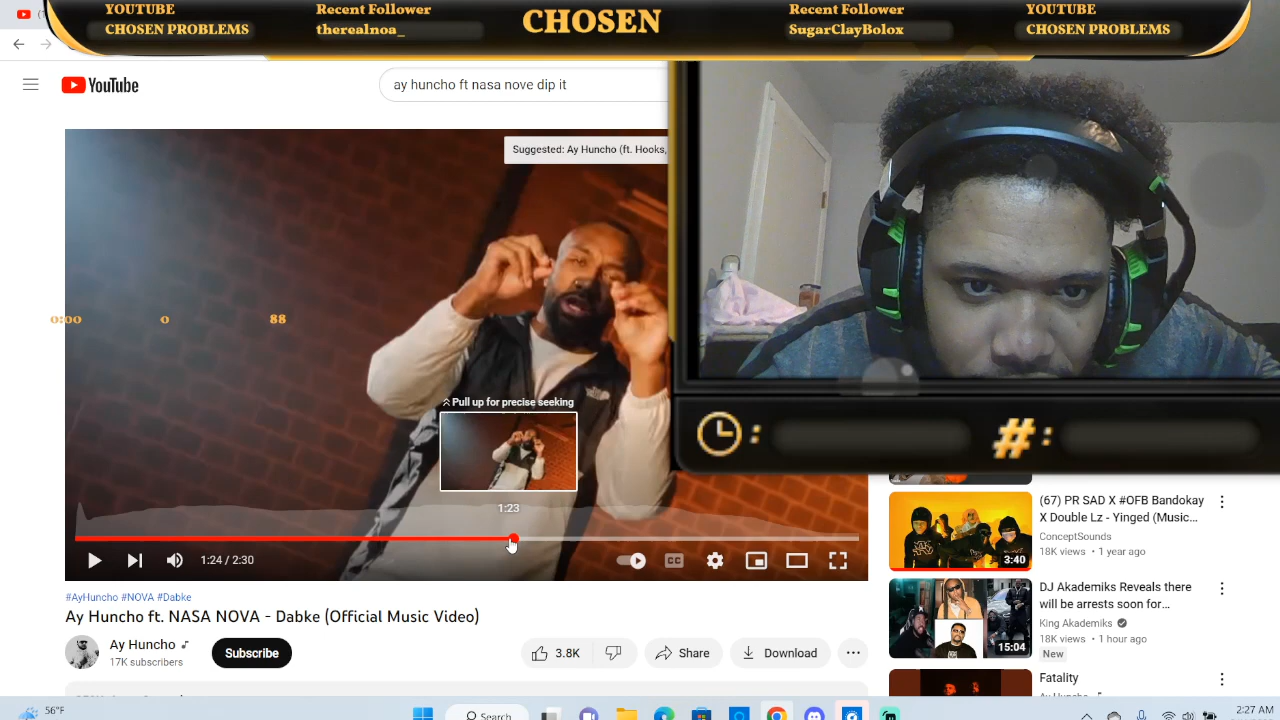 YOUTUBE
CHOSEN PROBLEMS
Recent Follower
therealnoa_
CHOSEN
Recent Follower
SugarClayBolox
YOUTUBE
CHOSEN PROBLEMS
YouTube
ay huncho ft nasa nove dip it
Suggested: Ay Huncho (ft. Hooks,
0:00
0
88
Pull up for precise seeking
1:23
1:24 / 2:30
CC
#:
#AyHuncho #NOVA #Dabke
Ay Huncho ft. NASA NOVA - Dabke (Official Music Video)
Ay Huncho
17K subscribers
Subscribe
3.8K
Share
Download
(67) PR SAD X #OFB Bandokay
X Double Lz - Yinged (Music...
ConceptSounds
18K views • 1 year ago
3:40
DJ Akademiks Reveals there
will be arrests soon for...
King Akademiks
18K views • 1 hour ago
New
15:04
Fatality
56°F
Search
2:27 AM